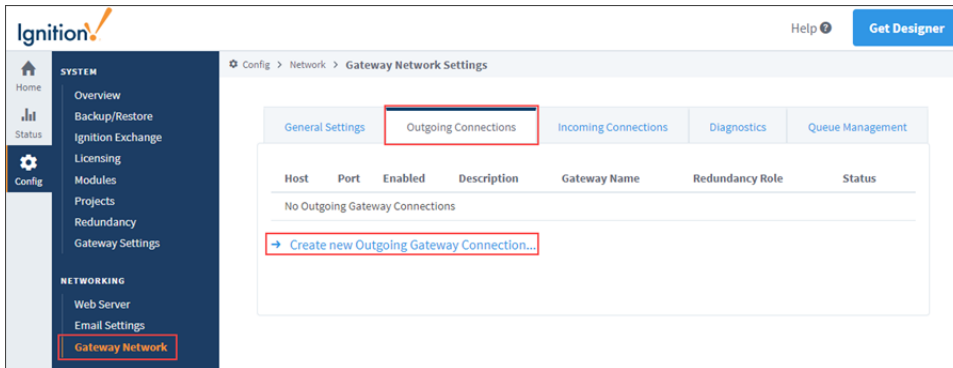 Ignition!
Help ?
Get Designer
Home
Status
Config
SYSTEM
Overview
Backup/Restore
Ignition Exchange
Licensing
Modules
Projects
Redundancy
Gateway Settings
NETWORKING
Web Server
Email Settings
Gateway Network
Config > Network > Gateway Network Settings
General Settings Outgoing Connections Incoming Connections Diagnostics Queue Management
Host Port Enabled Description Gateway Name Redundancy Role Status
No Outgoing Gateway Connections
→ Create new Outgoing Gateway Connection...